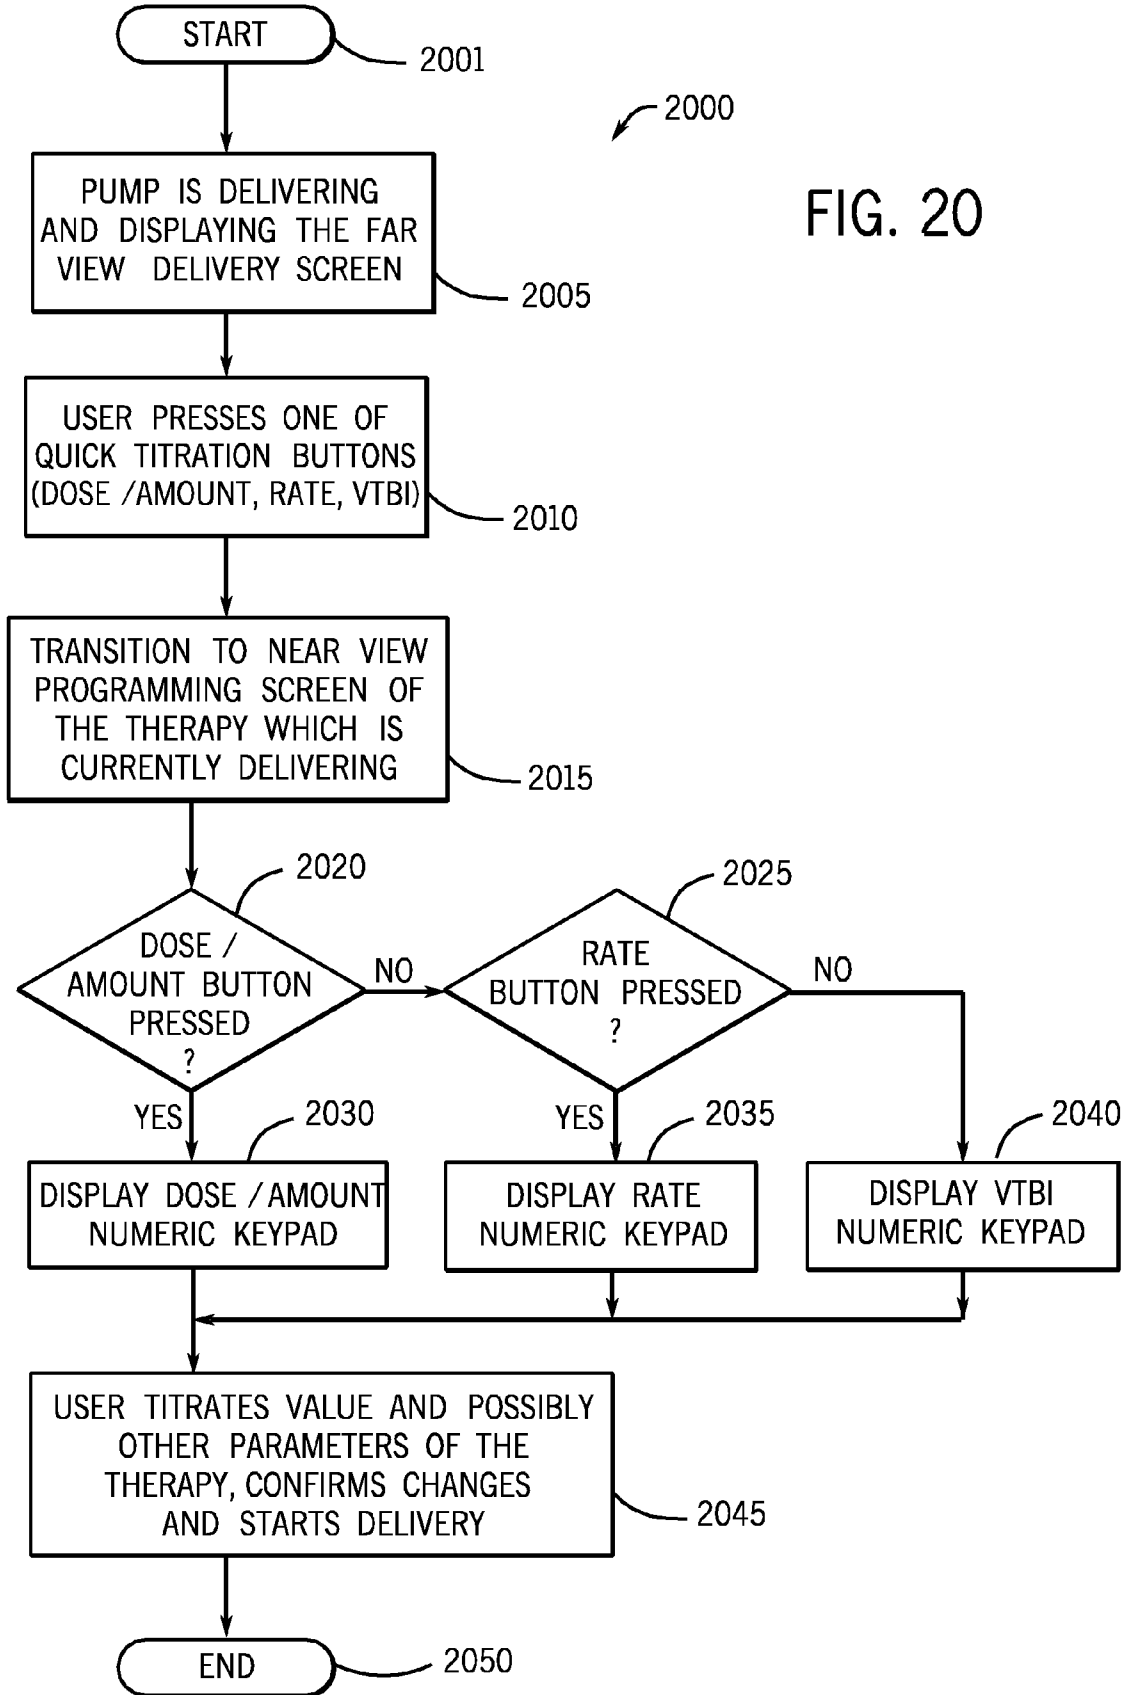 START
2001
2000
FIG. 20
PUMP IS DELIVERING
AND DISPLAYING THE FAR
VIEW DELIVERY SCREEN
2005
USER PRESSES ONE OF
QUICK TITRATION BUTTONS
(DOSE /AMOUNT, RATE, VTBI)
2010
TRANSITION TO NEAR VIEW
PROGRAMMING SCREEN OF
THE THERAPY WHICH IS
CURRENTLY DELIVERING
2015
2020
DOSE /
AMOUNT BUTTON
PRESSED
?
NO
YES
2025
RATE
BUTTON PRESSED
?
NO
YES
2030
DISPLAY DOSE / AMOUNT
NUMERIC KEYPAD
2035
DISPLAY RATE
NUMERIC KEYPAD
2040
DISPLAY VTBI
NUMERIC KEYPAD
USER TITRATES VALUE AND POSSIBLY
OTHER PARAMETERS OF THE
THERAPY, CONFIRMS CHANGES
AND STARTS DELIVERY
2045
END
2050